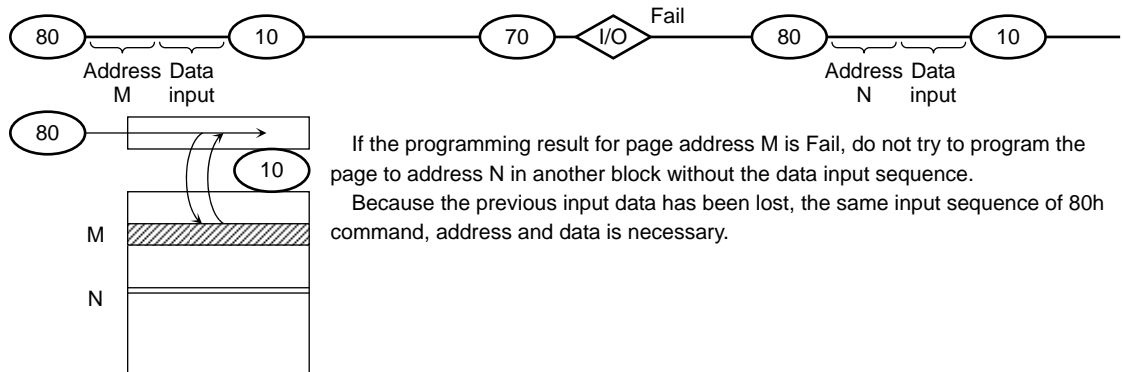 Fail
80 10 70 I/O 80 10
Address Data Address Data
M input N input
80
If the programming result for page address M is Fail, do not try to program the
10
page to address N in another block without the data input sequence.
Because the previous input data has been lost, the same input sequence of 80h
M
command, address and data is necessary.
N